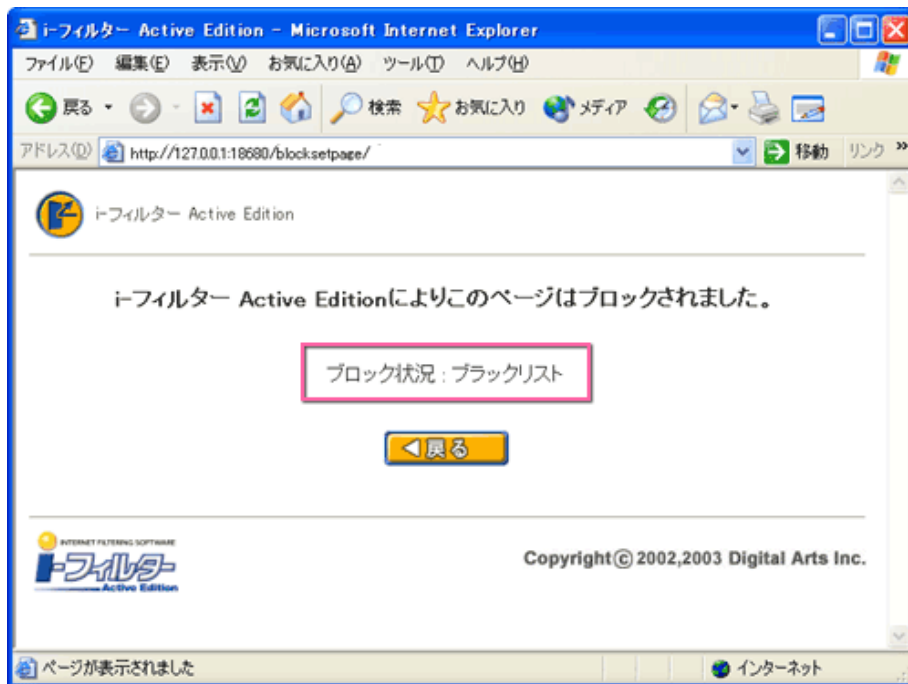 i-フィルター Active Edition - Microsoft Internet Explorer
ファイル(F) 編集(E) 表示(V) お気に入り(A) ツール(T) ヘルプ(H)
戻る 検索 お気に入り メディア
アドレス(D) http://127.0.0.1:18680/blocksetpage/ 移動 リンク »
i-フィルター Active Edition
i-フィルター Active Editionによりこのページはブロックされました。
ブロック状況 : ブラックリスト
戻る
INTERNET FILTERING SOFTWARE
i-フィルター
Active Edition
Copyright© 2002,2003 Digital Arts Inc.
ページが表示されました インターネット